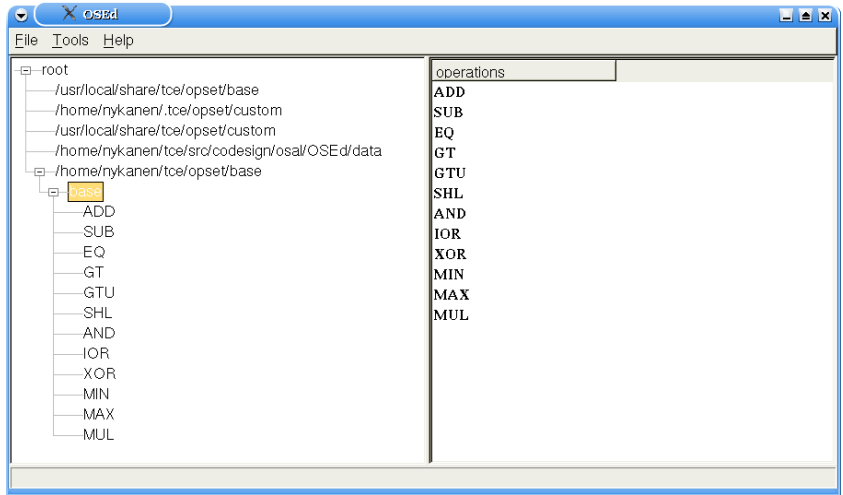 OSEd
File Tools Help
root
/usr/local/share/tce/opset/base
/home/nykanen/.tce/opset/custom
/usr/local/share/tce/opset/custom
/home/nykanen/tce/src/codesign/osal/OSEd/data
/home/nykanen/tce/opset/base
base
ADD
SUB
EQ
GT
GTU
SHL
AND
IOR
XOR
MIN
MAX
MUL
operations
ADD
SUB
EQ
GT
GTU
SHL
AND
IOR
XOR
MIN
MAX
MUL